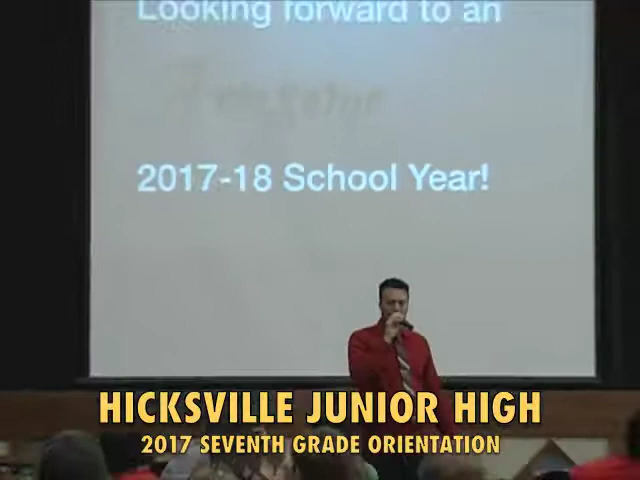 Looking forward to an
2017-18 School Year!
HICKSVILLE JUNIOR HIGH
2017 SEVENTH GRADE ORIENTATION